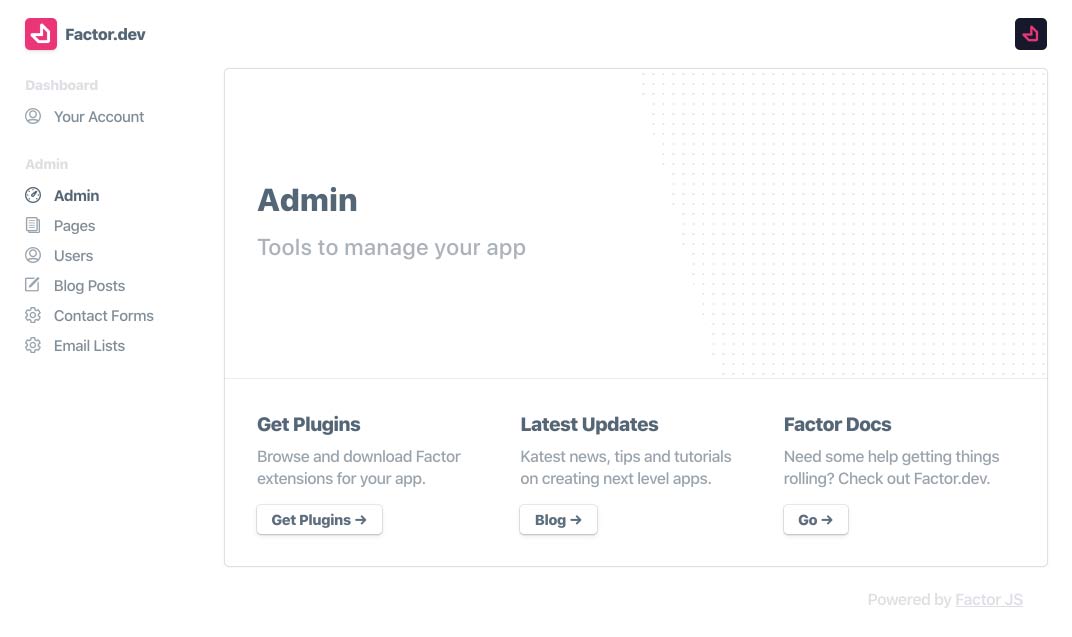 Factor.dev
Dashboard
Your Account
Admin
Admin
Pages
Users
Blog Posts
Contact Forms
Email Lists
Admin
Tools to manage your app
Get Plugins
Browse and download Factor
extensions for your app.
Get Plugins →
Latest Updates
Katest news, tips and tutorials
on creating next level apps.
Blog →
Factor Docs
Need some help getting things
rolling? Check out Factor.dev.
Go →
Powered by Factor JS